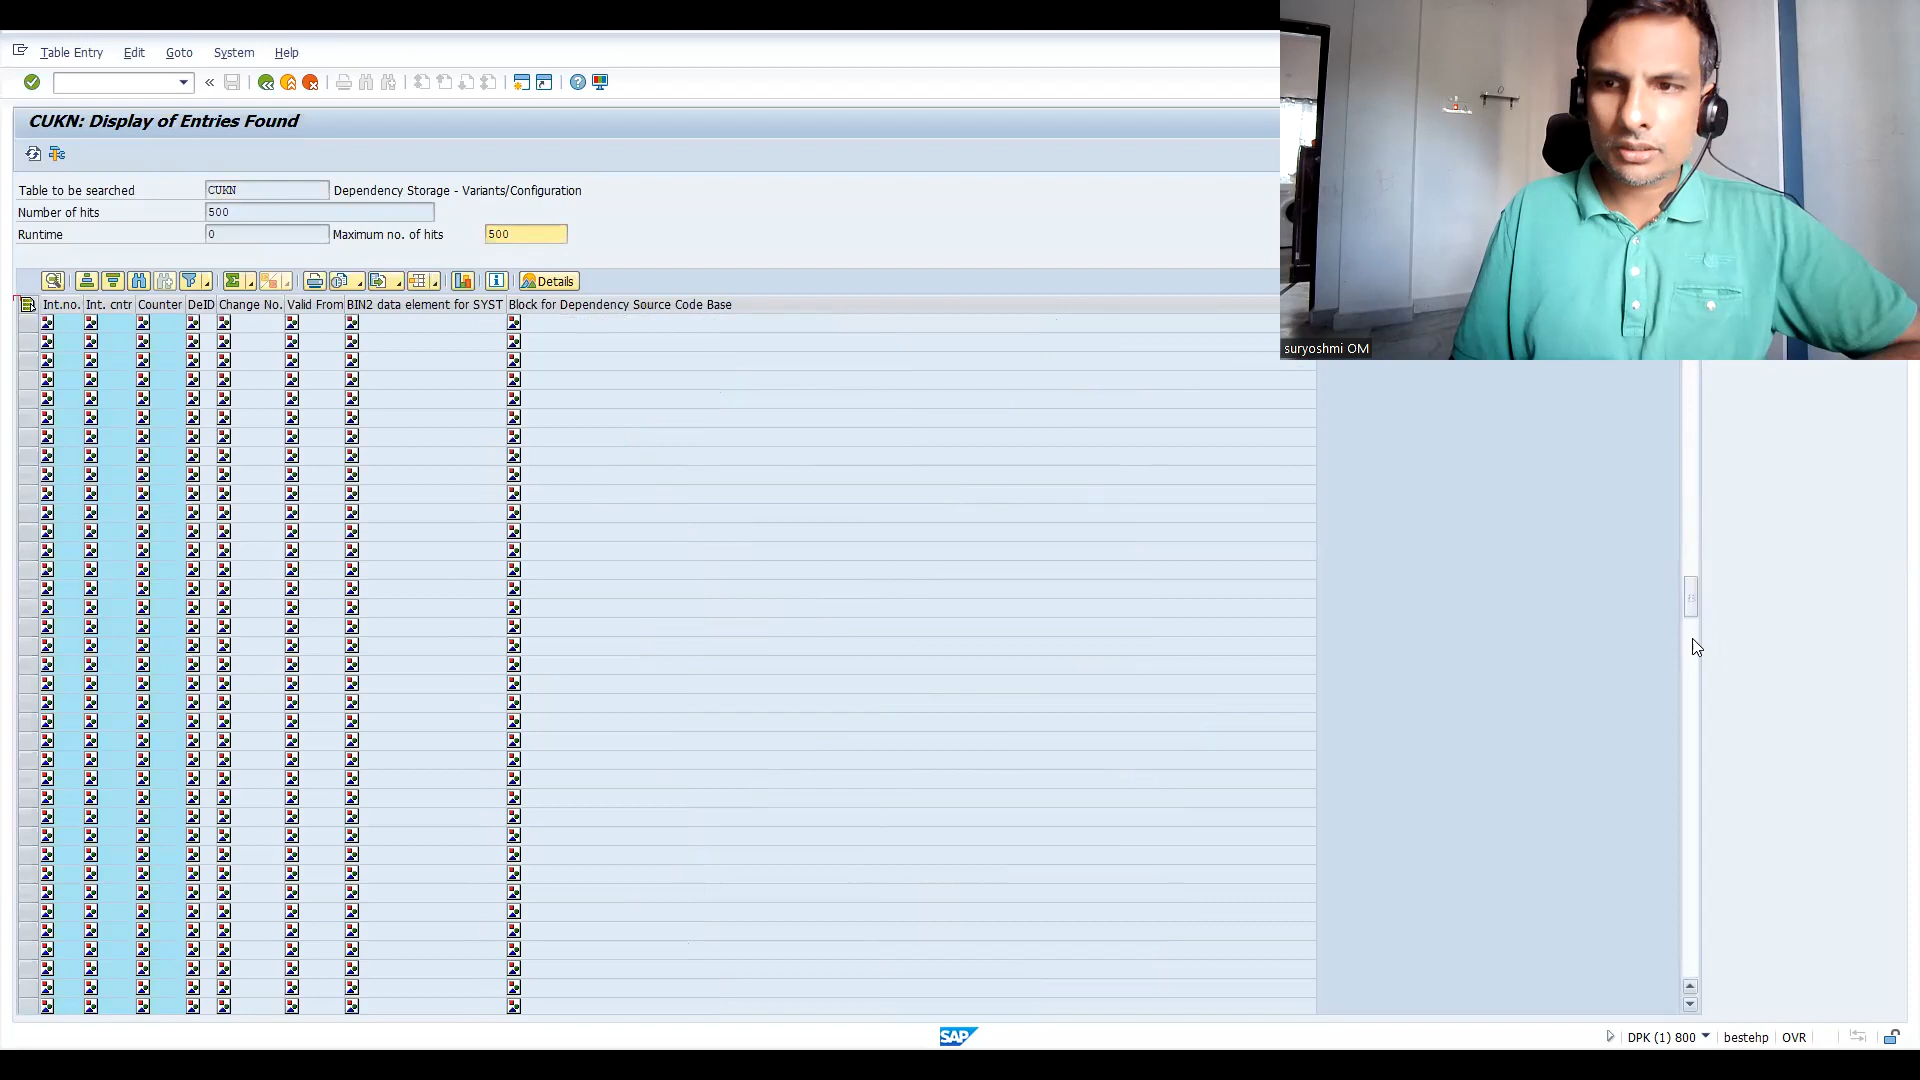 Table Entry Edit Goto System Help
CUKN: Display of Entries Found
Table to be searched CUKN Dependency Storage - Variants/Configuration
Number of hits 500
Runtime 0 Maximum no. of hits 500
Details
Int.no. Int. cntr Counter DeID Change No. Valid From BIN2 data element for SYST Block for Dependency Source Code Base
suryoshmi OM
SAP
DPK (1) 800 bestehp OVR